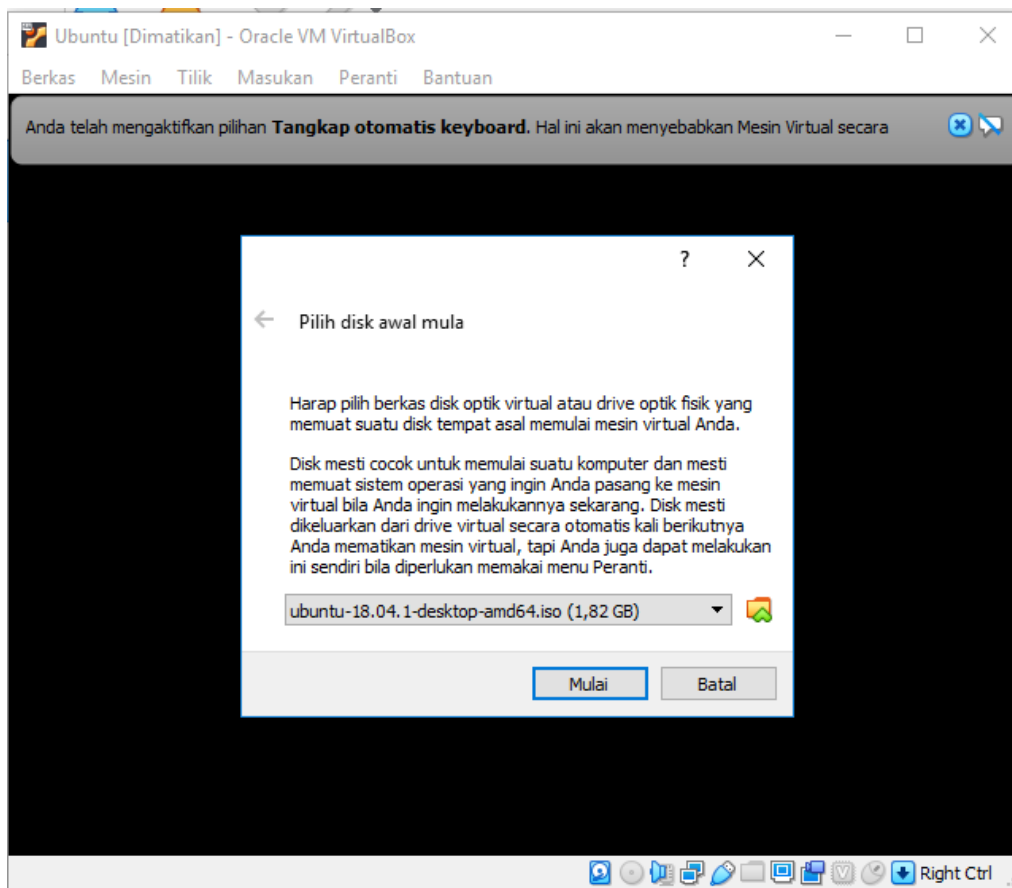 Ubuntu [Dimatikan] - Oracle VM VirtualBox
Berkas Mesin Tilik Masukan Peranti Bantuan
Anda telah mengaktifkan pilihan Tangkap otomatis keyboard. Hal ini akan menyebabkan Mesin Virtual secara
?
Pilih disk awal mula
Harap pilih berkas disk optik virtual atau drive optik fisik yang
memuat suatu disk tempat asal memulai mesin virtual Anda.
Disk mesti cocok untuk memulai suatu komputer dan mesti
memuat sistem operasi yang ingin Anda pasang ke mesin
virtual bila Anda ingin melakukannya sekarang. Disk mesti
dikeluarkan dari drive virtual secara otomatis kali berikutnya
Anda mematikan mesin virtual, tapi Anda juga dapat melakukan
ini sendiri bila diperlukan memakai menu Peranti.
ubuntu-18.04.1-desktop-amd64.iso (1,82 GB)
Mulai Batal
Right Ctrl